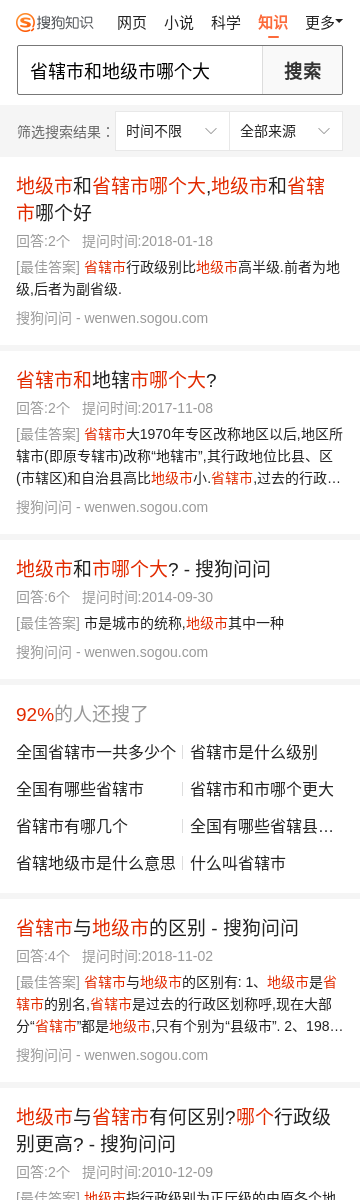 搜狗知识 网页 小说 科学 知识 更多
省辖市和地级市哪个大 搜索
筛选搜索结果： 时间不限 全部来源
地级市和省辖市哪个大,地级市和省辖
市哪个好
回答:2个 提问时间:2018-01-18
[最佳答案] 省辖市行政级别比地级市高半级.前者为地
级,后者为副省级.
搜狗问问 - wenwen.sogou.com
省辖市和地辖市哪个大?
回答:2个 提问时间:2017-11-08
[最佳答案] 省辖市大1970年专区改称地区以后,地区所
辖市(即原专辖市)改称“地辖市”,其行政地位比县、区
(市辖区)和自治县高比地级市小.省辖市,过去的行政…
搜狗问问 - wenwen.sogou.com
地级市和市哪个大? - 搜狗问问
回答:6个 提问时间:2014-09-30
[最佳答案] 市是城市的统称,地级市其中一种
搜狗问问 - wenwen.sogou.com
92%的人还搜了
全国省辖市一共多少个 省辖市是什么级别
全国有哪些省辖市 省辖市和市哪个更大
省辖市有哪几个 全国有哪些省辖县…
省辖地级市是什么意思 什么叫省辖市
省辖市与地级市的区别 - 搜狗问问
回答:4个 提问时间:2018-11-02
[最佳答案] 省辖市与地级市的区别有: 1、地级市是省
辖市的别名,省辖市是过去的行政区划称呼,现在大部
分“省辖市”都是地级市,只有个别为“县级市”. 2、198…
搜狗问问 - wenwen.sogou.com
地级市与省辖市有何区别?哪个行政级
别更高? - 搜狗问问
回答:2个 提问时间:2010-12-09
[最佳答案] 地级市指行政级别为正厅级的由原各个地